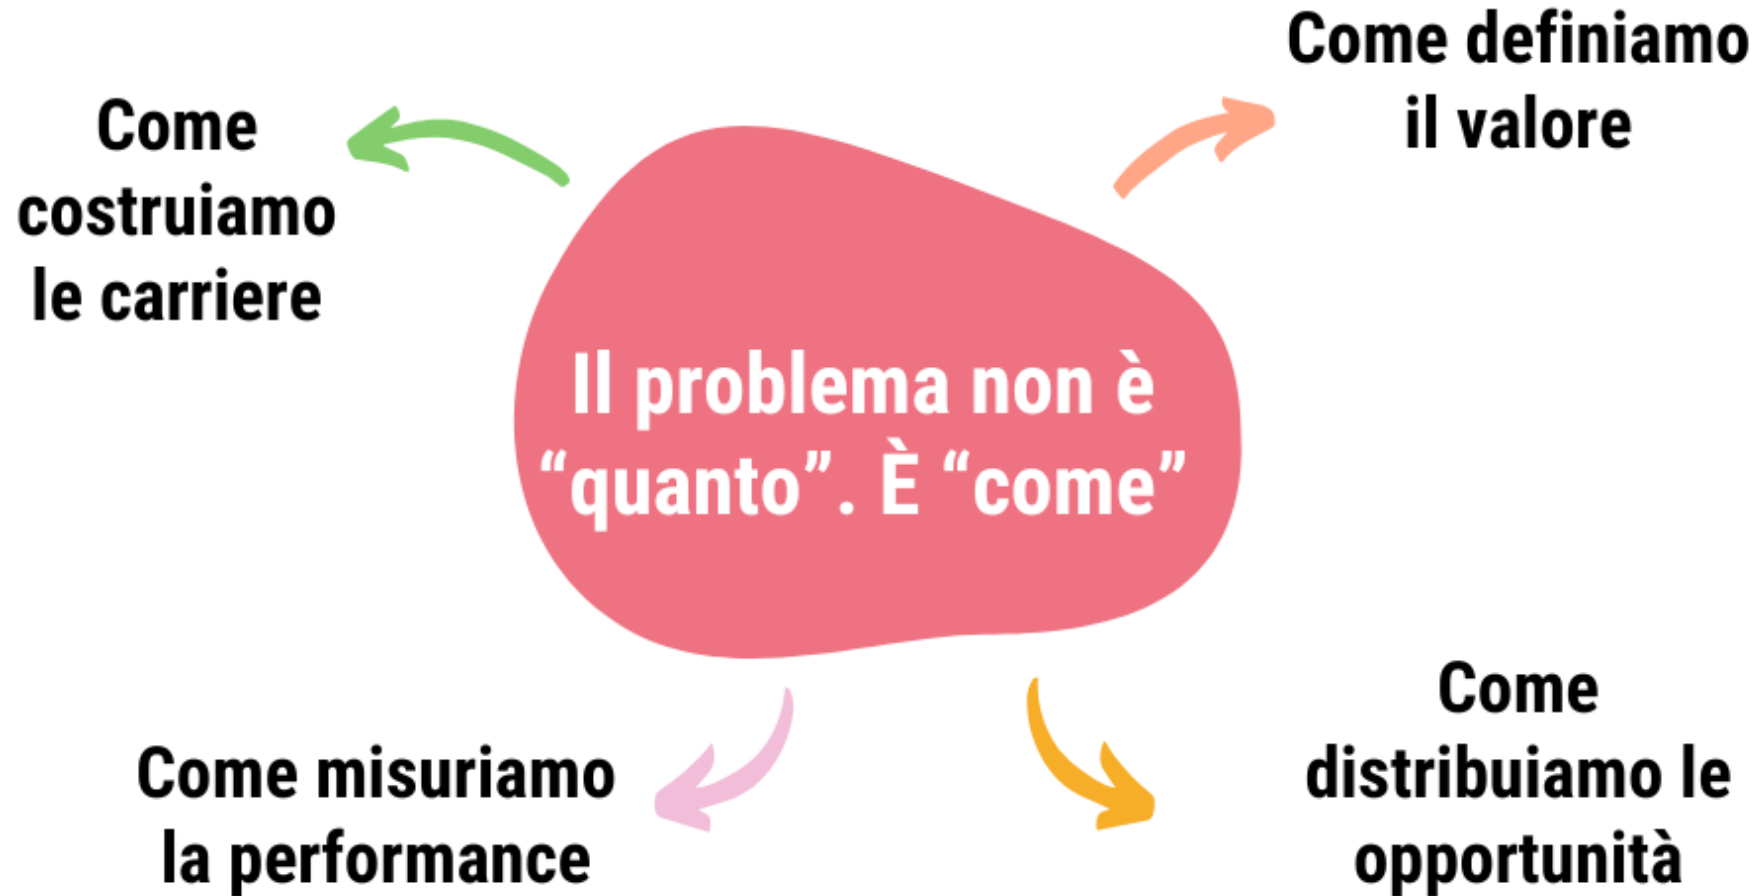 Come
costruiamo
le carriere
Come definiamo
il valore
Il problema non è
“quanto”. È “come”
Come misuriamo
la performance
Come
distribuiamo le
opportunità